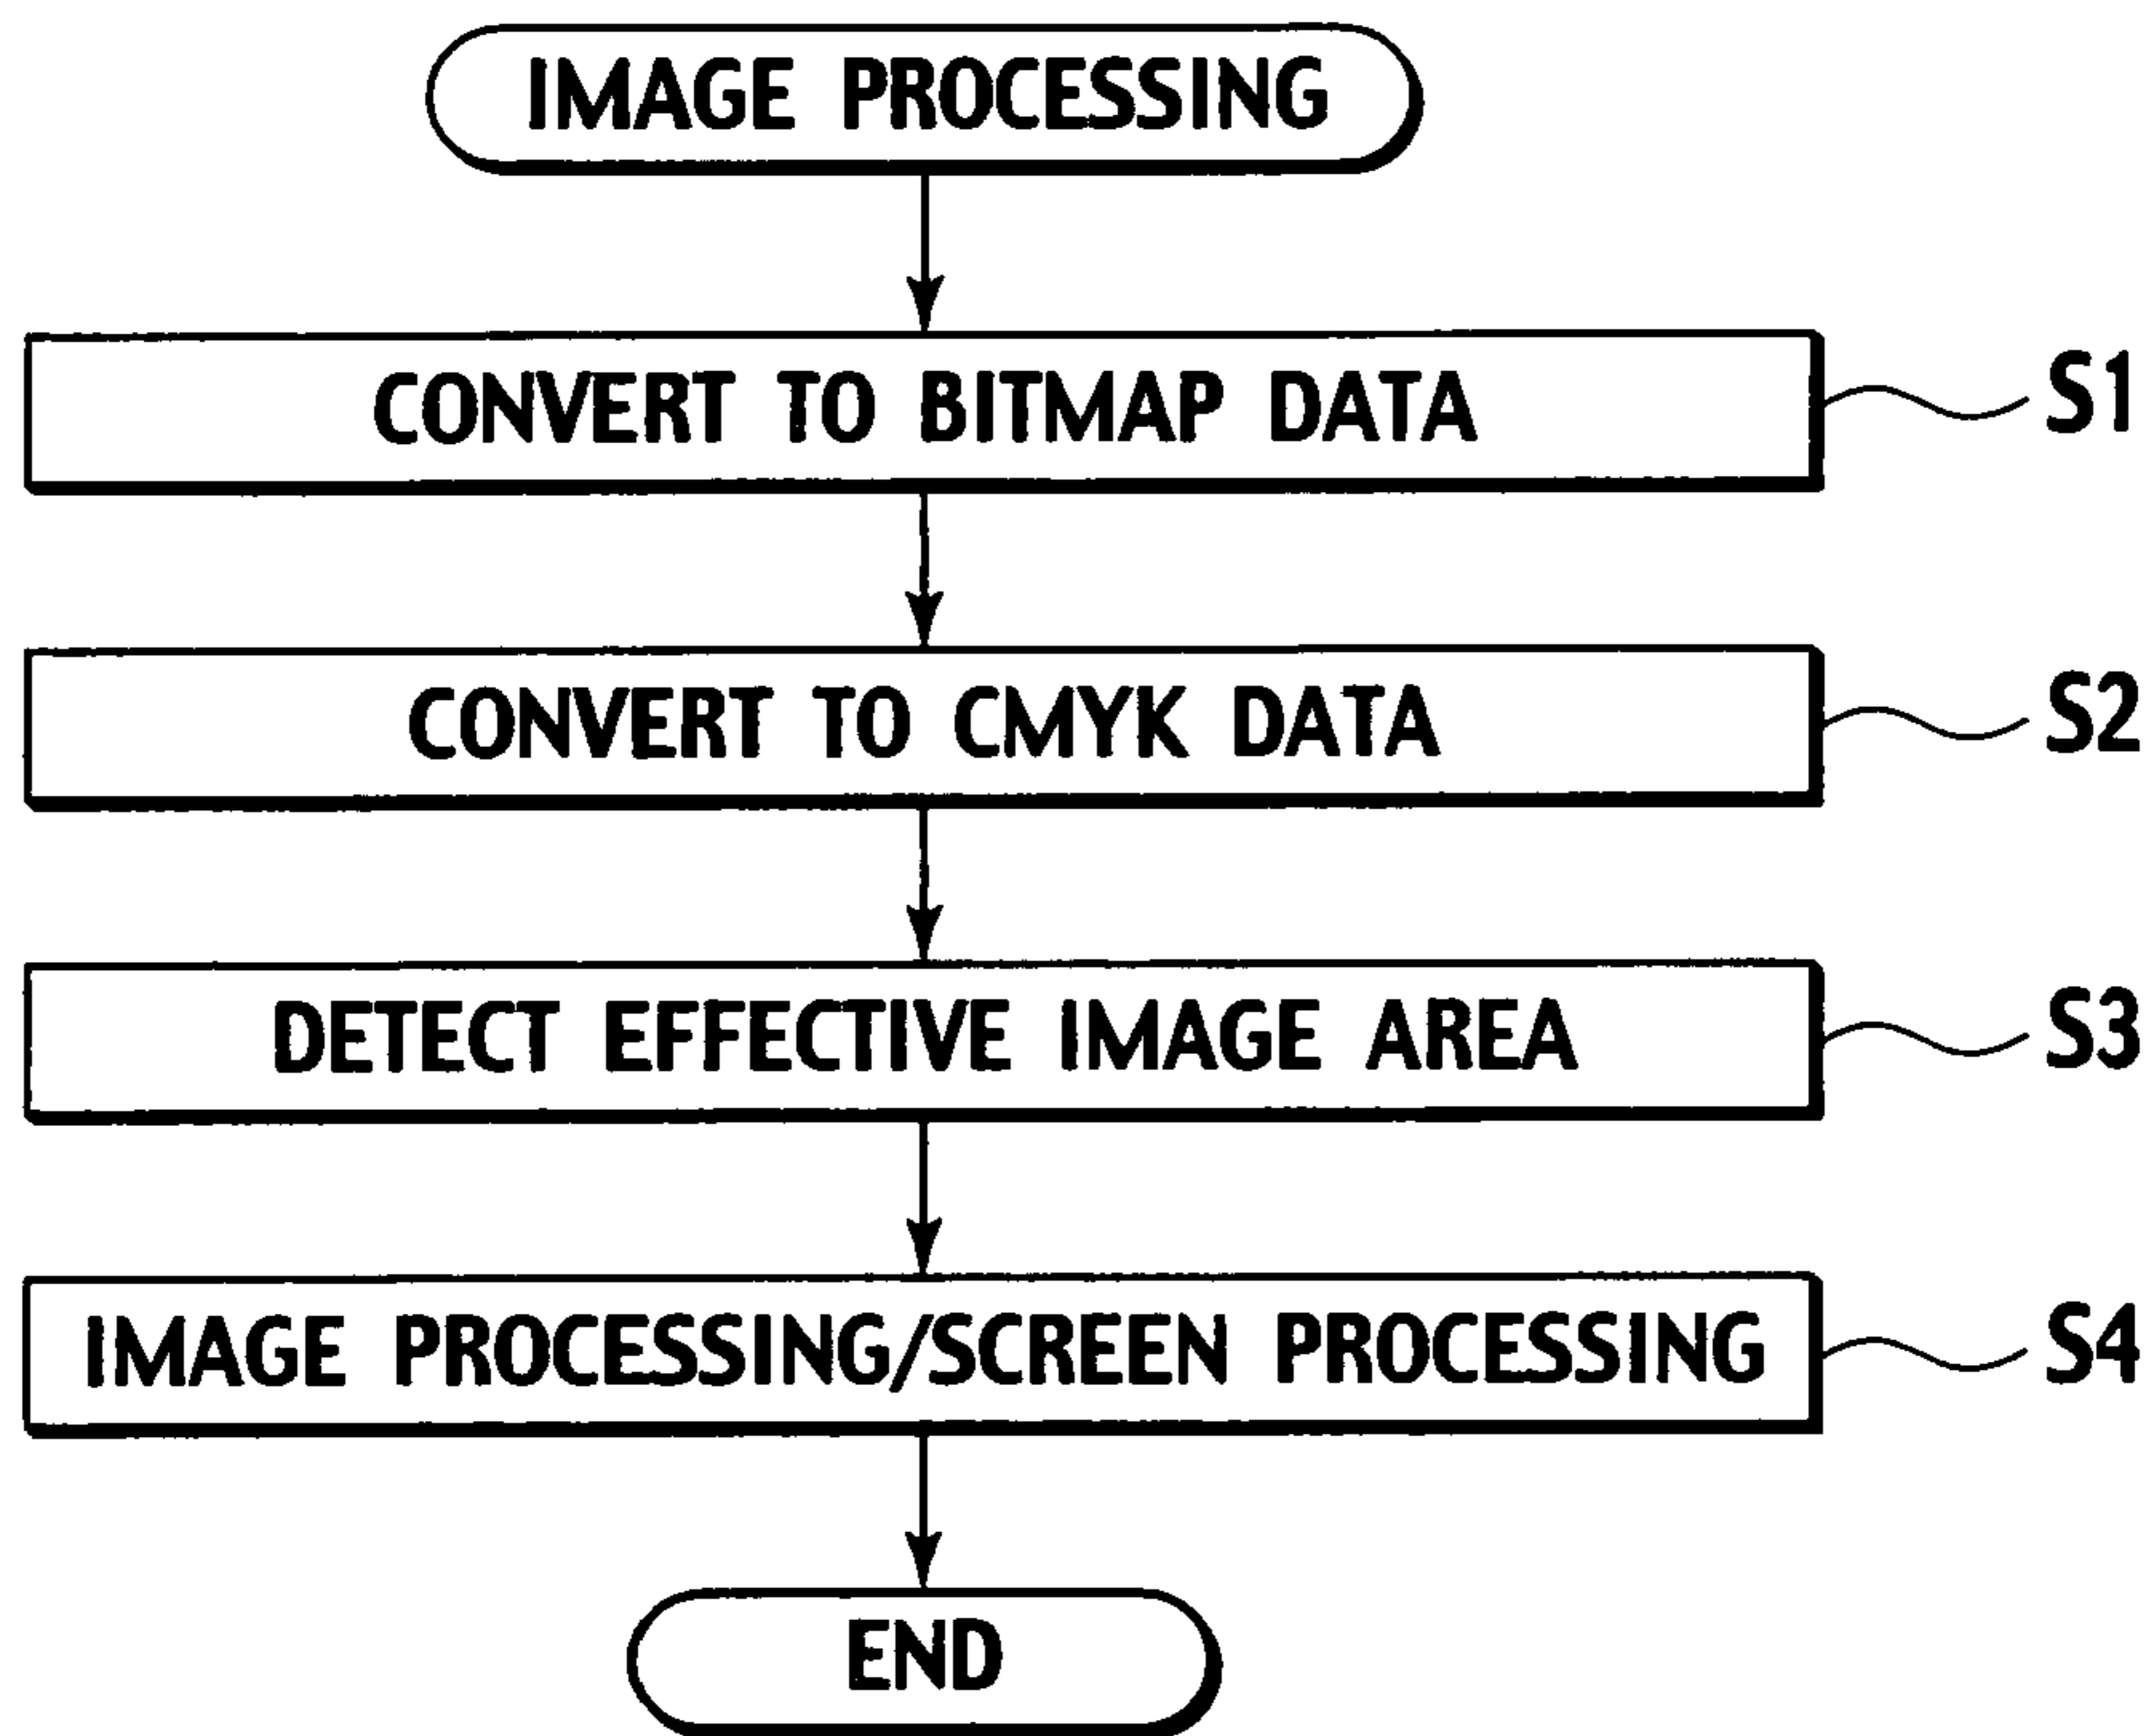 IMAGE PROCESSING
CONVERT TO BITMAP DATA
S1
CONVERT TO CMYK DATA
S2
DETECT EFFECTIVE IMAGE AREA
S3
IMAGE PROCESSING/SCREEN PROCESSING
S4
END